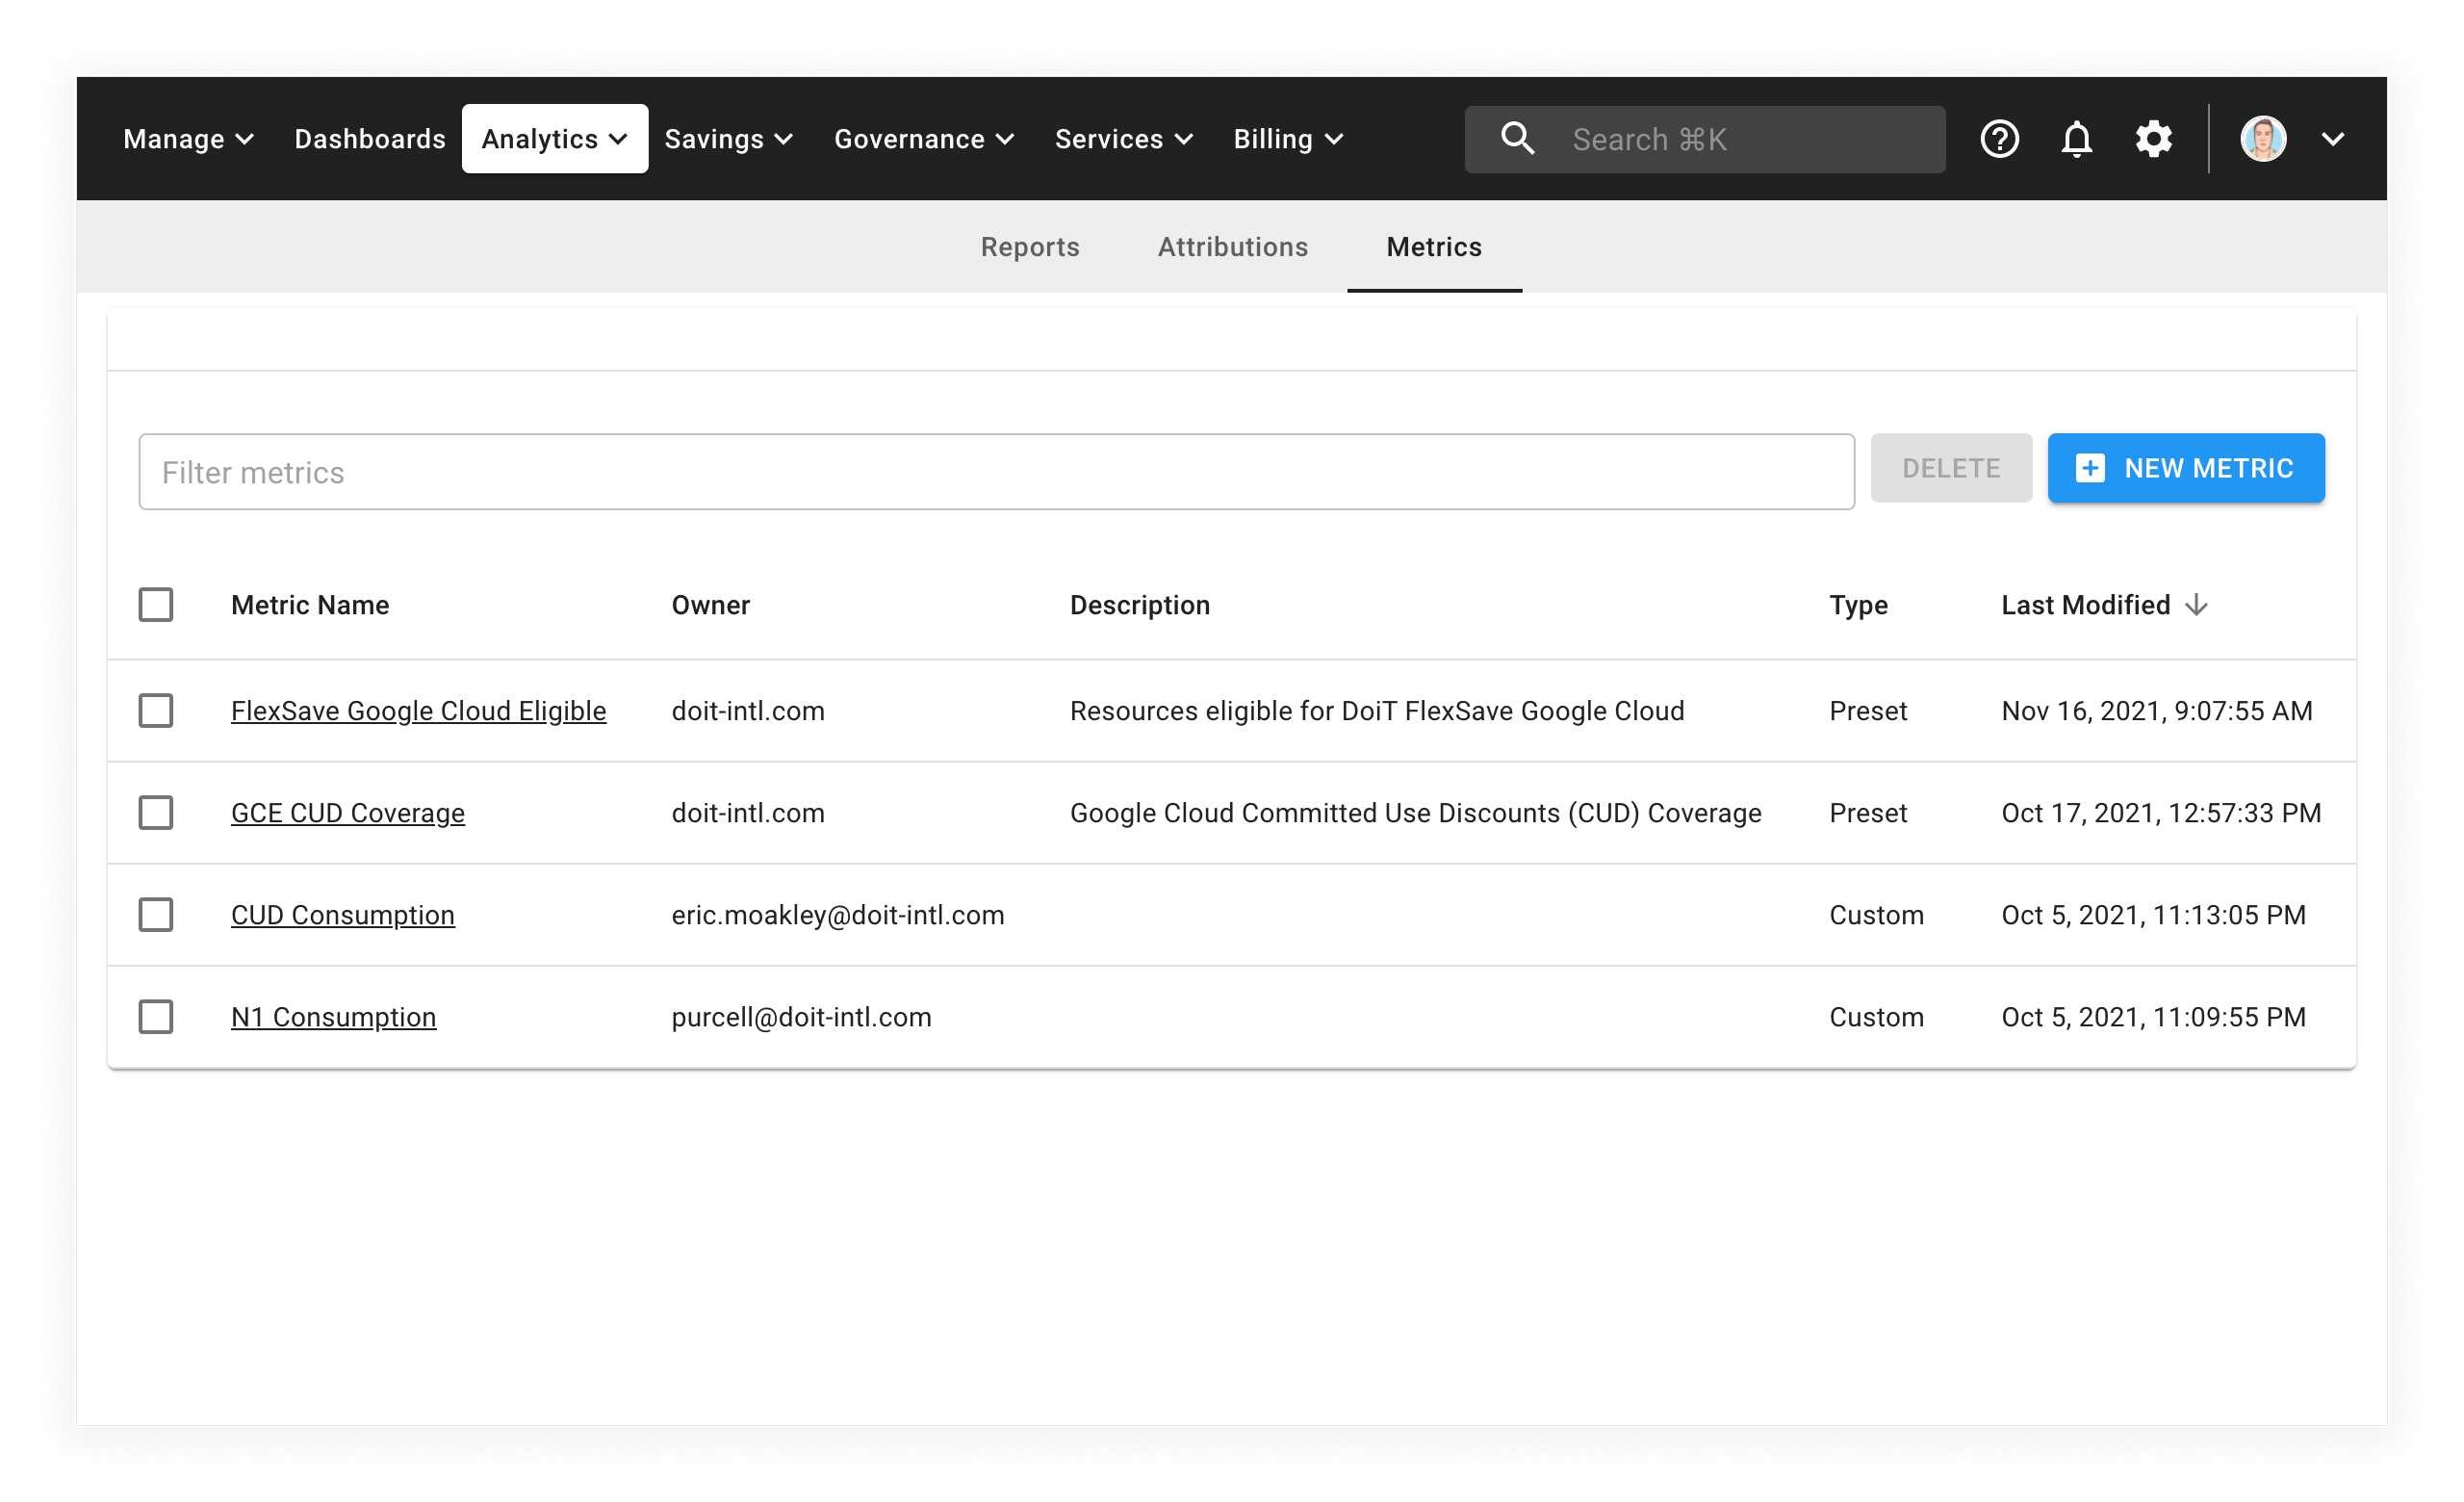 Manage Dashboards Analytics Savings Governance Services Billing Search ⌘K
Reports Attributions Metrics
Filter metrics DELETE NEW METRIC
Metric Name Owner Description Type Last Modified
FlexSave Google Cloud Eligible doit-intl.com Resources eligible for DoiT FlexSave Google Cloud Preset Nov 16, 2021, 9:07:55 AM
GCE CUD Coverage doit-intl.com Google Cloud Committed Use Discounts (CUD) Coverage Preset Oct 17, 2021, 12:57:33 PM
CUD Consumption eric.moakley@doit-intl.com Custom Oct 5, 2021, 11:13:05 PM
N1 Consumption purcell@doit-intl.com Custom Oct 5, 2021, 11:09:55 PM